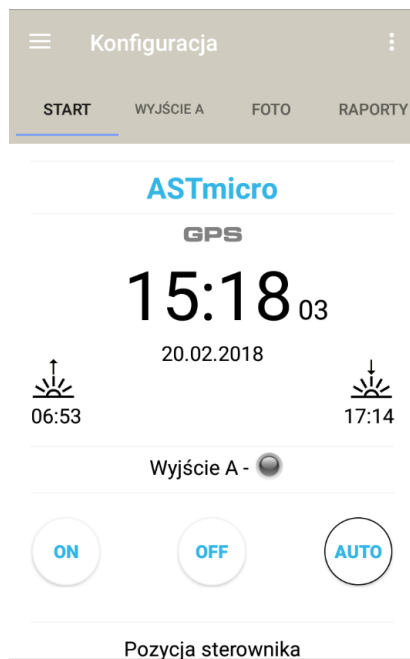 Konfiguracja
START WYJŚCIE A FOTO RAPORTY
ASTmicro
GPS
15:18 03
20.02.2018
06:53 17:14
Wyjście A -
ON OFF AUTO
Pozycja sterownika